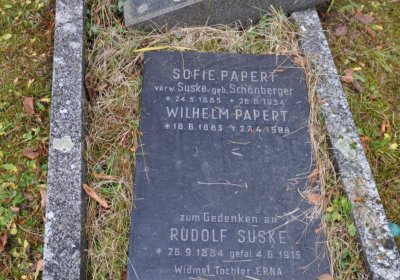 SOFIE PAPERT
verw. Suske, geb. Schönberger
* 24.5.1885 + 26.6.1954
WILHELM PAPERT
* 18.6.1885 + 27.4.1968
zum Gedenken an
RUDOLF SUSKE
* 26.9.1884 gefal. 4.6.1915
Widmet Tochter ERNA